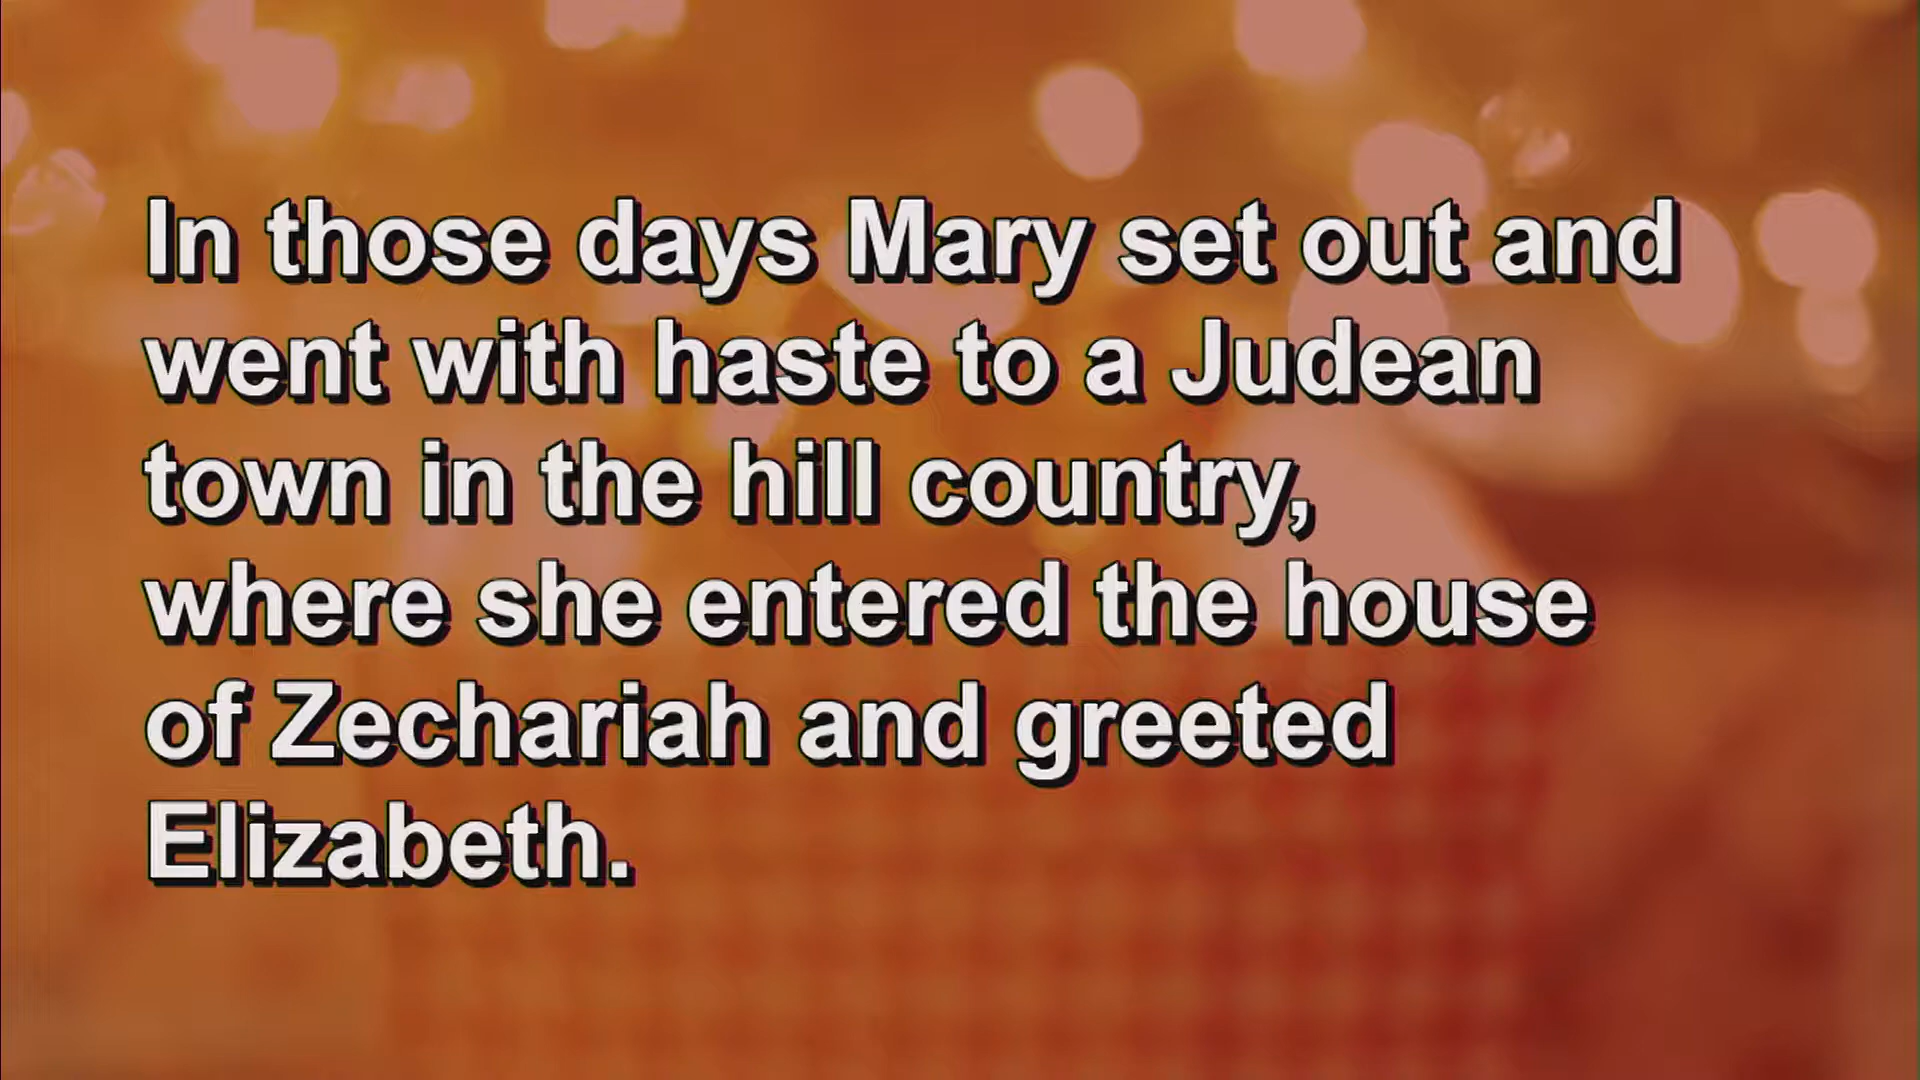 In those days Mary set out and
went with haste to a Judean
town in the hill country,
where she entered the house
of Zechariah and greeted
Elizabeth.